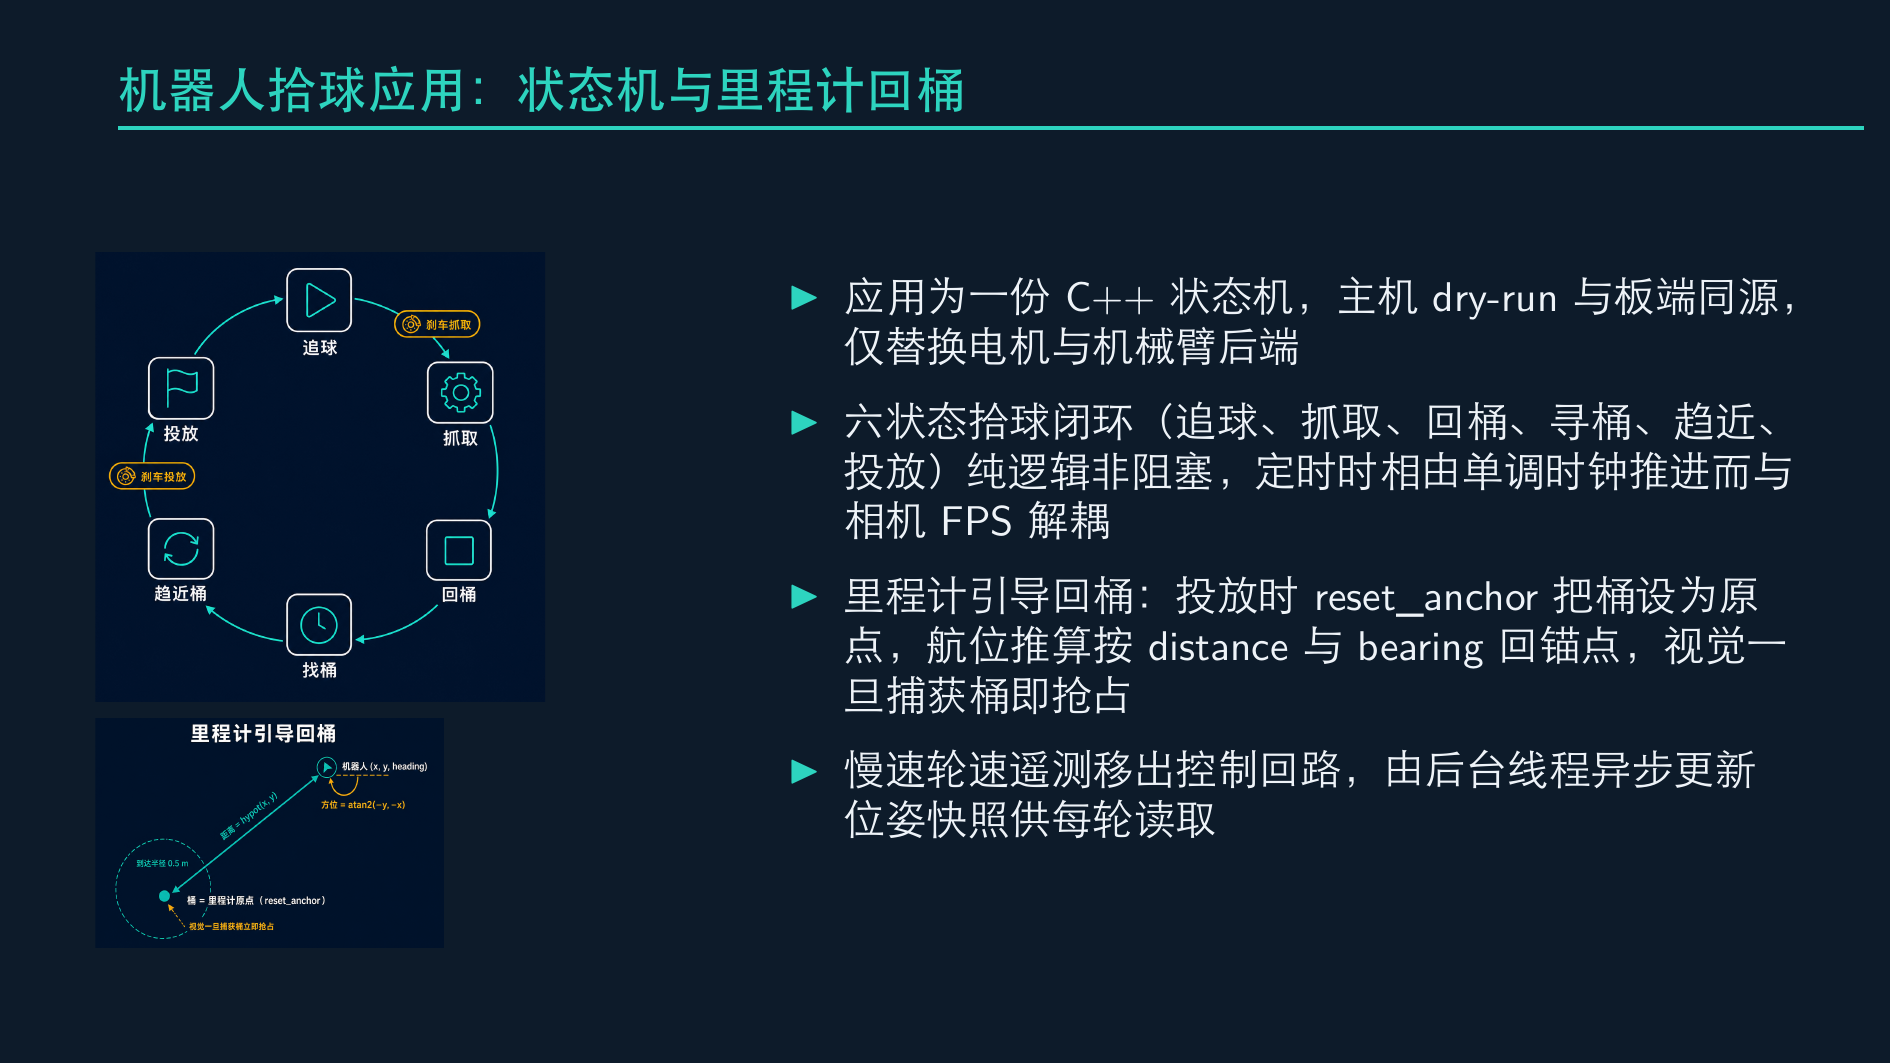 机器人拾球应用：状态机与里程计回桶
追球
刹车抓取
抓取
回桶
找桶
趋近桶
刹车投放
投放
里程计引导回桶
机器人 (x, y, heading)
方位 = atan2(−y, −x)
距离 = hypot(x, y)
到达半径 0.5 m
桶 = 里程计原点（reset_anchor）
视觉一旦捕获桶立即抢占
▶ 应用为一份 C++ 状态机，主机 dry-run 与板端同源，
仅替换电机与机械臂后端
▶ 六状态拾球闭环（追球、抓取、回桶、寻桶、趋近、
投放）纯逻辑非阻塞，定时时相由单调时钟推进而与
相机 FPS 解耦
▶ 里程计引导回桶：投放时 reset_anchor 把桶设为原
点，航位推算按 distance 与 bearing 回锚点，视觉一
旦捕获桶即抢占
▶ 慢速轮速遥测移出控制回路，由后台线程异步更新
位姿快照供每轮读取